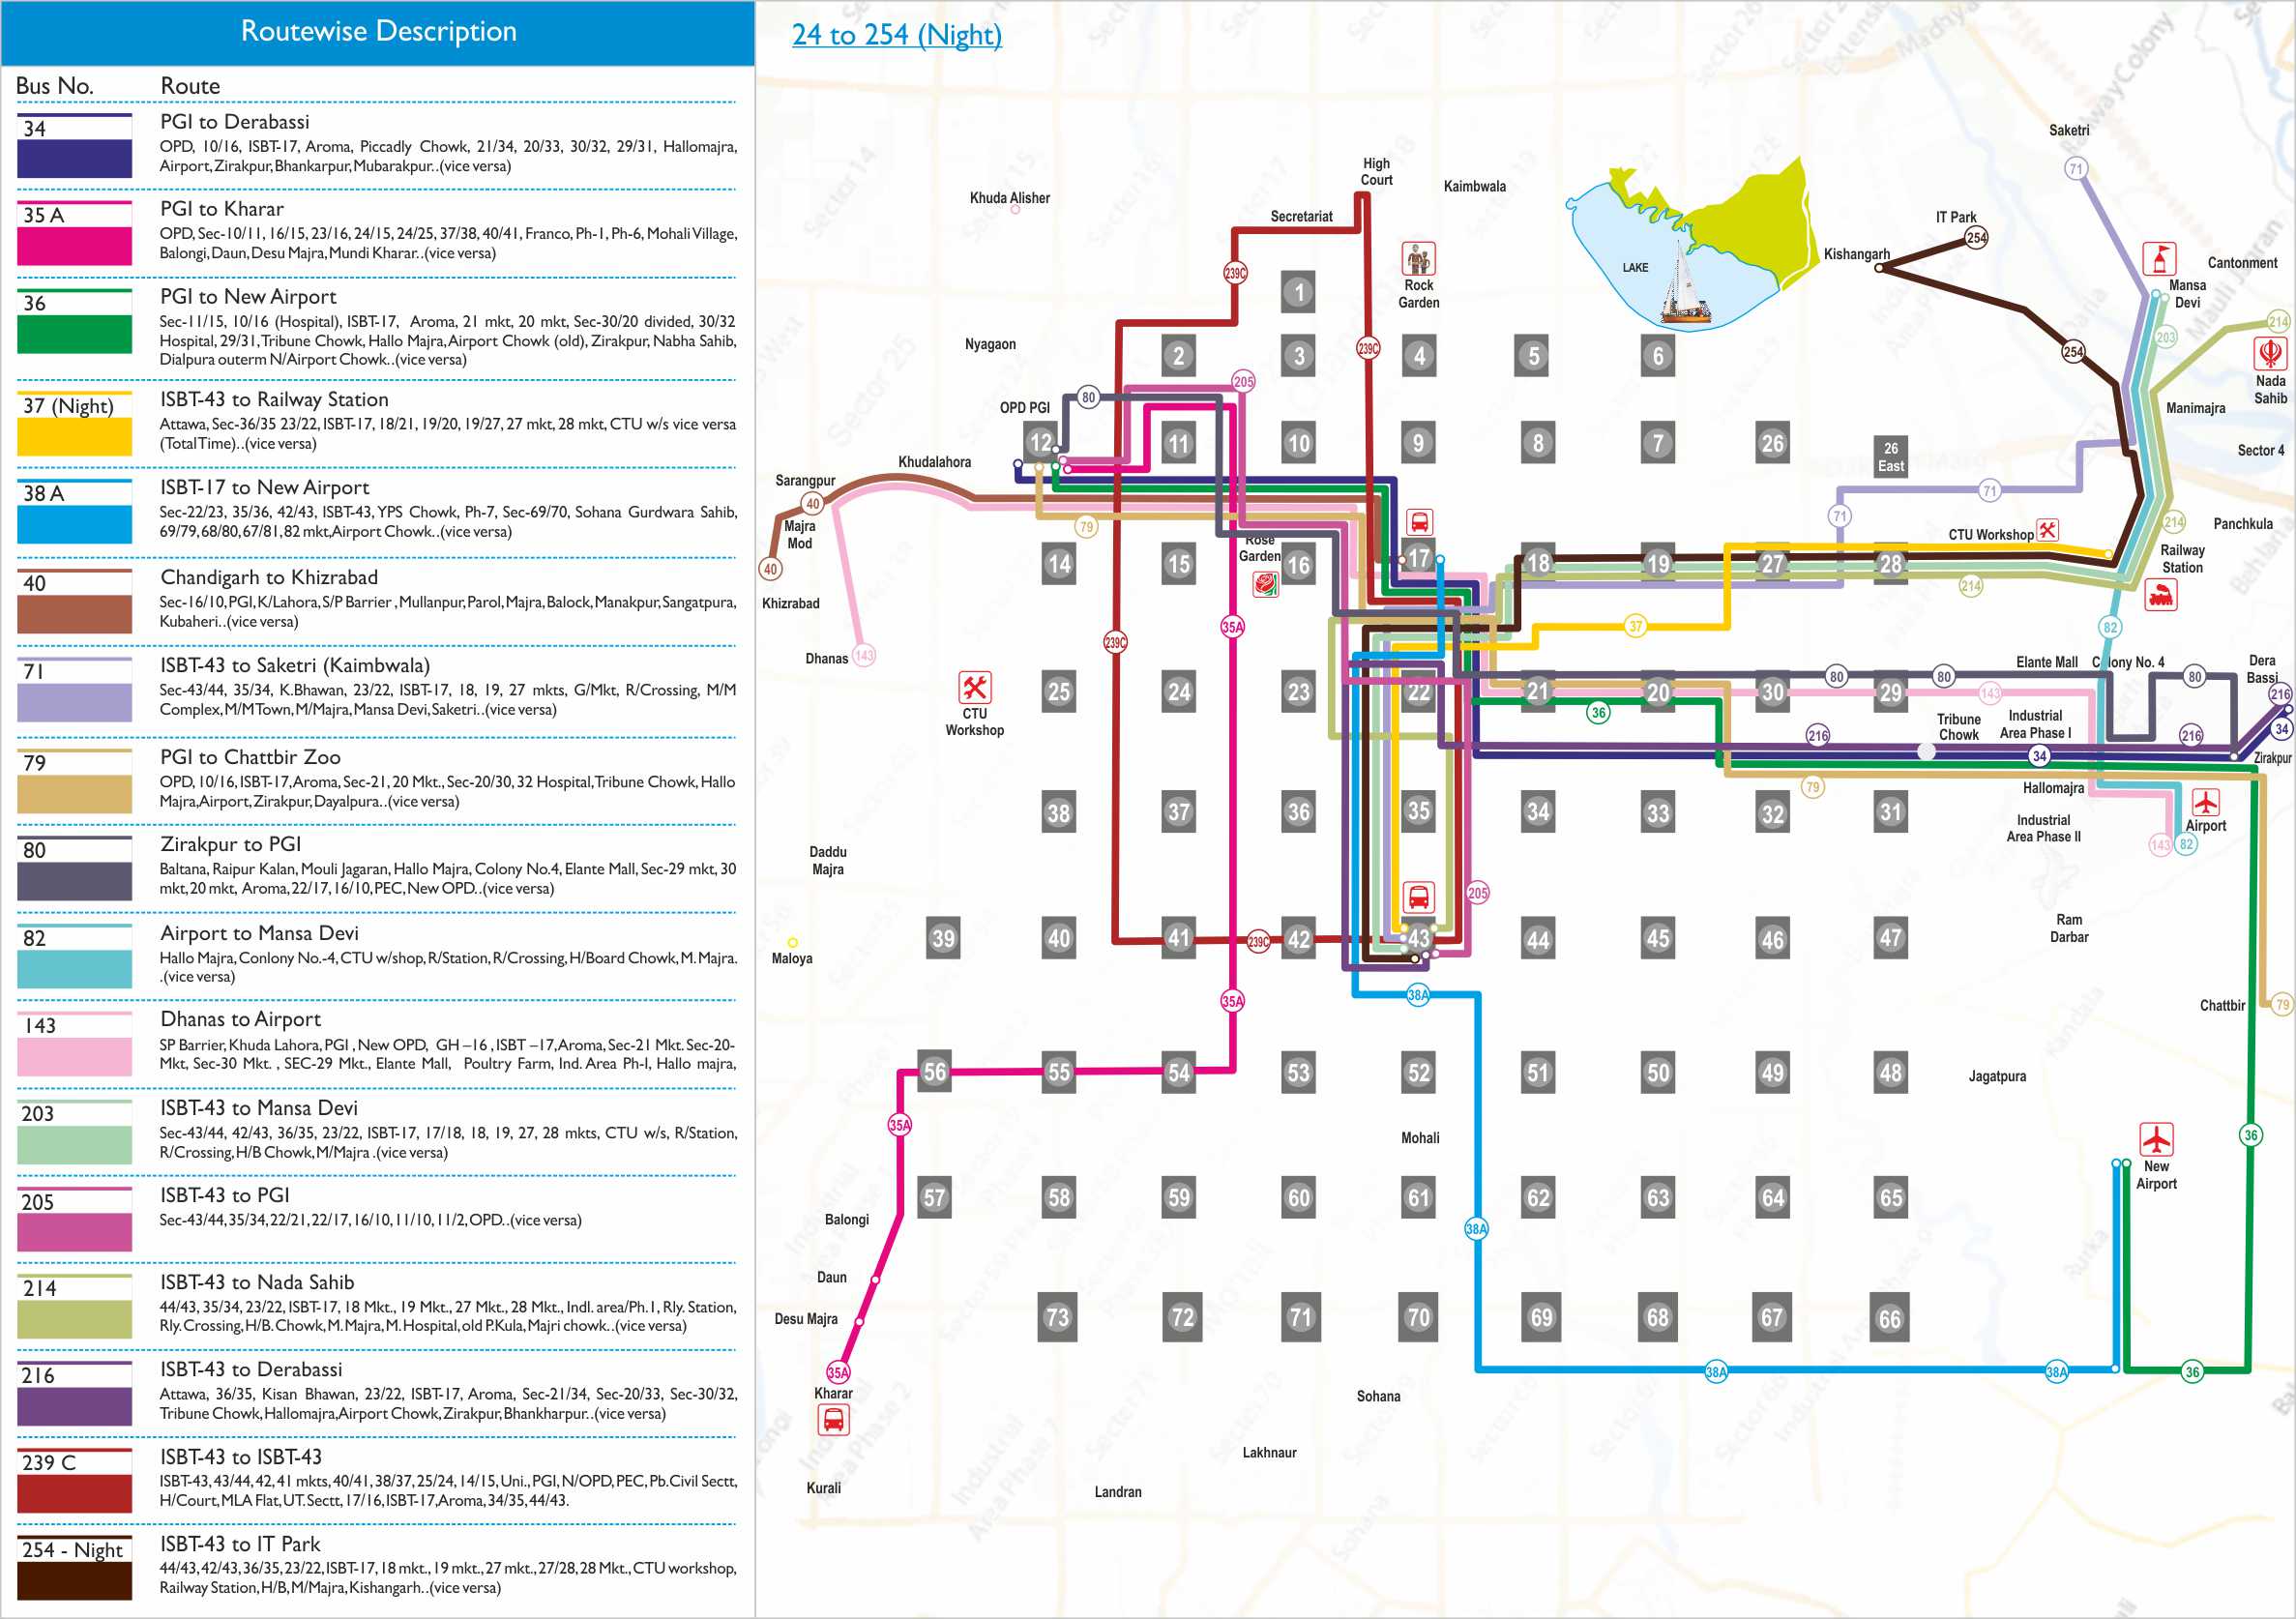 Routewise Description
Bus No. Route
34 PGI to Derabassi
OPD, 10/16, ISBT-17, Aroma, Piccadly Chowk, 21/34, 20/33, 30/32, 29/31, Hallomajra,
Airport, Zirakpur, Bhankarpur, Mubarakpur..(vice versa)
35 A PGI to Kharar
OPD, Sec-10/11, 16/15, 23/16, 24/15, 24/25, 37/38, 40/41, Franco, Ph-1, Ph-6, Mohali Village,
Balongi, Daun, Desu Majra, Mundi Kharar..(vice versa)
36 PGI to New Airport
Sec-11/15, 10/16 (Hospital), ISBT-17, Aroma, 21 mkt, 20 mkt, Sec-30/20 divided, 30/32
Hospital, 29/31, Tribune Chowk, Hallo Majra, Airport Chowk (old), Zirakpur, Nabha Sahib,
Dialpura outerm N/Airport Chowk..(vice versa)
37 (Night) ISBT-43 to Railway Station
Attawa, Sec-36/35 23/22, ISBT-17, 18/21, 19/20, 19/27, 27 mkt, 28 mkt, CTU w/s vice versa
(Total Time)..(vice versa)
38 A ISBT-17 to New Airport
Sec-22/23, 35/36, 42/43, ISBT-43, YPS Chowk, Ph-7, Sec-69/70, Sohana Gurdwara Sahib,
69/79, 68/80, 67/81, 82 mkt, Airport Chowk..(vice versa)
40 Chandigarh to Khizrabad
Sec-16/10, PGI, K/Lahora, S/P Barrier , Mullanpur, Parol, Majra, Balock, Manakpur, Sangatpura,
Kubaheri..(vice versa)
71 ISBT-43 to Saketri (Kaimbwala)
Sec-43/44, 35/34, K.Bhawan, 23/22, ISBT-17, 18, 19, 27 mkts, G/Mkt, R/Crossing, M/M
Complex, M/M Town, M/Majra, Mansa Devi, Saketri..(vice versa)
79 PGI to Chattbir Zoo
OPD, 10/16, ISBT-17, Aroma, Sec-21, 20 Mkt., Sec-20/30, 32 Hospital, Tribune Chowk, Hallo
Majra, Airport, Zirakpur, Dayalpura..(vice versa)
80 Zirakpur to PGI
Baltana, Raipur Kalan, Mouli Jagaran, Hallo Majra, Colony No.4, Elante Mall, Sec-29 mkt, 30
mkt, 20 mkt, Aroma, 22/17, 16/10, PEC, New OPD..(vice versa)
82 Airport to Mansa Devi
Hallo Majra, Conlony No.-4, CTU w/shop, R/Station, R/Crossing, H/Board Chowk, M. Majra.
.(vice versa)
143 Dhanas to Airport
SP Barrier, Khuda Lahora, PGI , New OPD, GH –16 , ISBT –17, Aroma, Sec-21 Mkt. Sec-20-
Mkt, Sec-30 Mkt. , SEC-29 Mkt., Elante Mall, Poultry Farm, Ind. Area Ph-I, Hallo majra,
203 ISBT-43 to Mansa Devi
Sec-43/44, 42/43, 36/35, 23/22, ISBT-17, 17/18, 18, 19, 27, 28 mkts, CTU w/s, R/Station,
R/Crossing, H/B Chowk, M/Majra .(vice versa)
205 ISBT-43 to PGI
Sec-43/44, 35/34, 22/21, 22/17, 16/10, 11/10, 11/2, OPD..(vice versa)
214 ISBT-43 to Nada Sahib
44/43, 35/34, 23/22, ISBT-17, 18 Mkt., 19 Mkt., 27 Mkt., 28 Mkt., Indl. area/Ph. I, Rly. Station,
Rly. Crossing, H/B. Chowk, M. Majra, M. Hospital, old P.Kula, Majri chowk..(vice versa)
216 ISBT-43 to Derabassi
Attawa, 36/35, Kisan Bhawan, 23/22, ISBT-17, Aroma, Sec-21/34, Sec-20/33, Sec-30/32,
Tribune Chowk, Hallomajra, Airport Chowk, Zirakpur, Bhankharpur..(vice versa)
239 C ISBT-43 to ISBT-43
ISBT-43, 43/44, 42, 41 mkts, 40/41, 38/37, 25/24, 14/15, Uni., PGI, N/OPD, PEC, Pb. Civil Sectt,
H/Court, MLA Flat, UT. Sectt, 17/16, ISBT-17, Aroma, 34/35, 44/43.
254 - Night ISBT-43 to IT Park
44/43, 42/43, 36/35, 23/22, ISBT-17, 18 mkt., 19 mkt., 27 mkt., 27/28, 28 Mkt., CTU workshop,
Railway Station, H/B, M/Majra, Kishangarh..(vice versa)
24 to 254 (Night)
Saketri
71
High
Court
Kaimbwala
Khuda Alisher
Secretariat
IT Park
254
Kishangarh
LAKE
239C
Rock
Garden
Mansa
Devi
Cantonment
1
214
203
Nyagaon
2 3 4 5 6
239C
254
Nada
Sahib
205
80
OPD PGI
Manimajra
12 11 10 9 8 7 26
26
East
Sector 4
Khudalahora
Sarangpur
40
71
71
Majra
Mod
79
214
Panchkula
CTU Workshop
Rose
Garden
Railway
Station
14 15 16 17 18 19 27 28
40
214
Khizrabad
239C
35A
37
82
Dhanas
143
Elante Mall
Colony No. 4
Dera
Bassi
80 80 80
216
25 24 23 22 21 20 30 29
143
CTU
Workshop
36
Tribune
Chowk
Industrial
Area Phase I
216
216
34
34
Zirakpur
79
Hallomajra
38 37 36 35 34 33 32 31
Industrial
Area Phase II
Airport
143
82
Daddu
Majra
205
Ram
Darbar
39 40 41 239C 42 43 44 45 46 47
Maloya
35A
38A
Chattbir
79
56 55 54 53 52 51 50 49 48
Jagatpura
35A
Mohali
36
New
Airport
57 58 59 60 61 62 63 64 65
Balongi
38A
Daun
Desu Majra
73 72 71 70 69 68 67 66
35A
38A
38A
36
Kharar
Sohana
Lakhnaur
Kurali
Landran